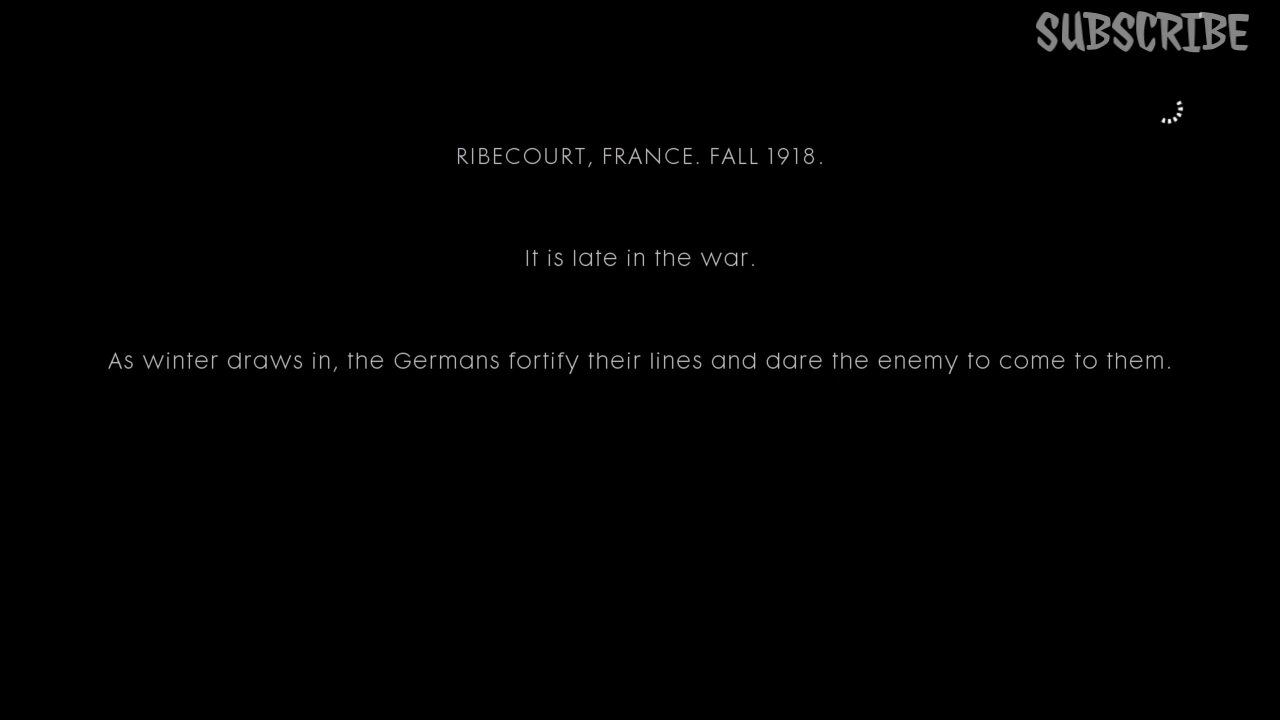 SUBSCRIBE
RIBECOURT, FRANCE. FALL 1918.
It is late in the war.
As winter draws in, the Germans fortify their lines and dare the enemy to come to them.